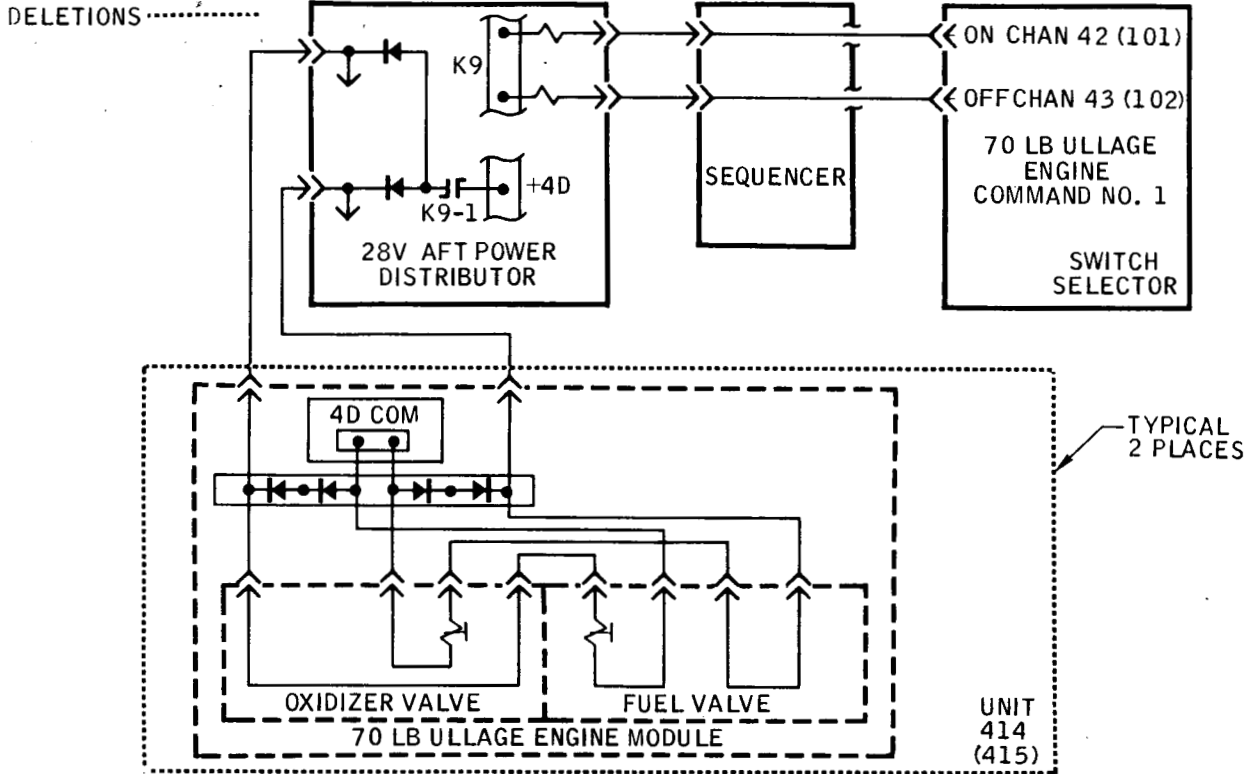 DELETIONS
K9
ON CHAN 42 (101)
OFFCHAN 43 (102)
70 LB ULLAGE
ENGINE
COMMAND NO. 1
SWITCH
SELECTOR
SEQUENCER
+4D
K9-1
28V AFT POWER
DISTRIBUTOR
4D COM
TYPICAL
2 PLACES
OXIDIZER VALVE
FUEL VALVE
70 LB ULLAGE ENGINE MODULE
UNIT
414
(415)